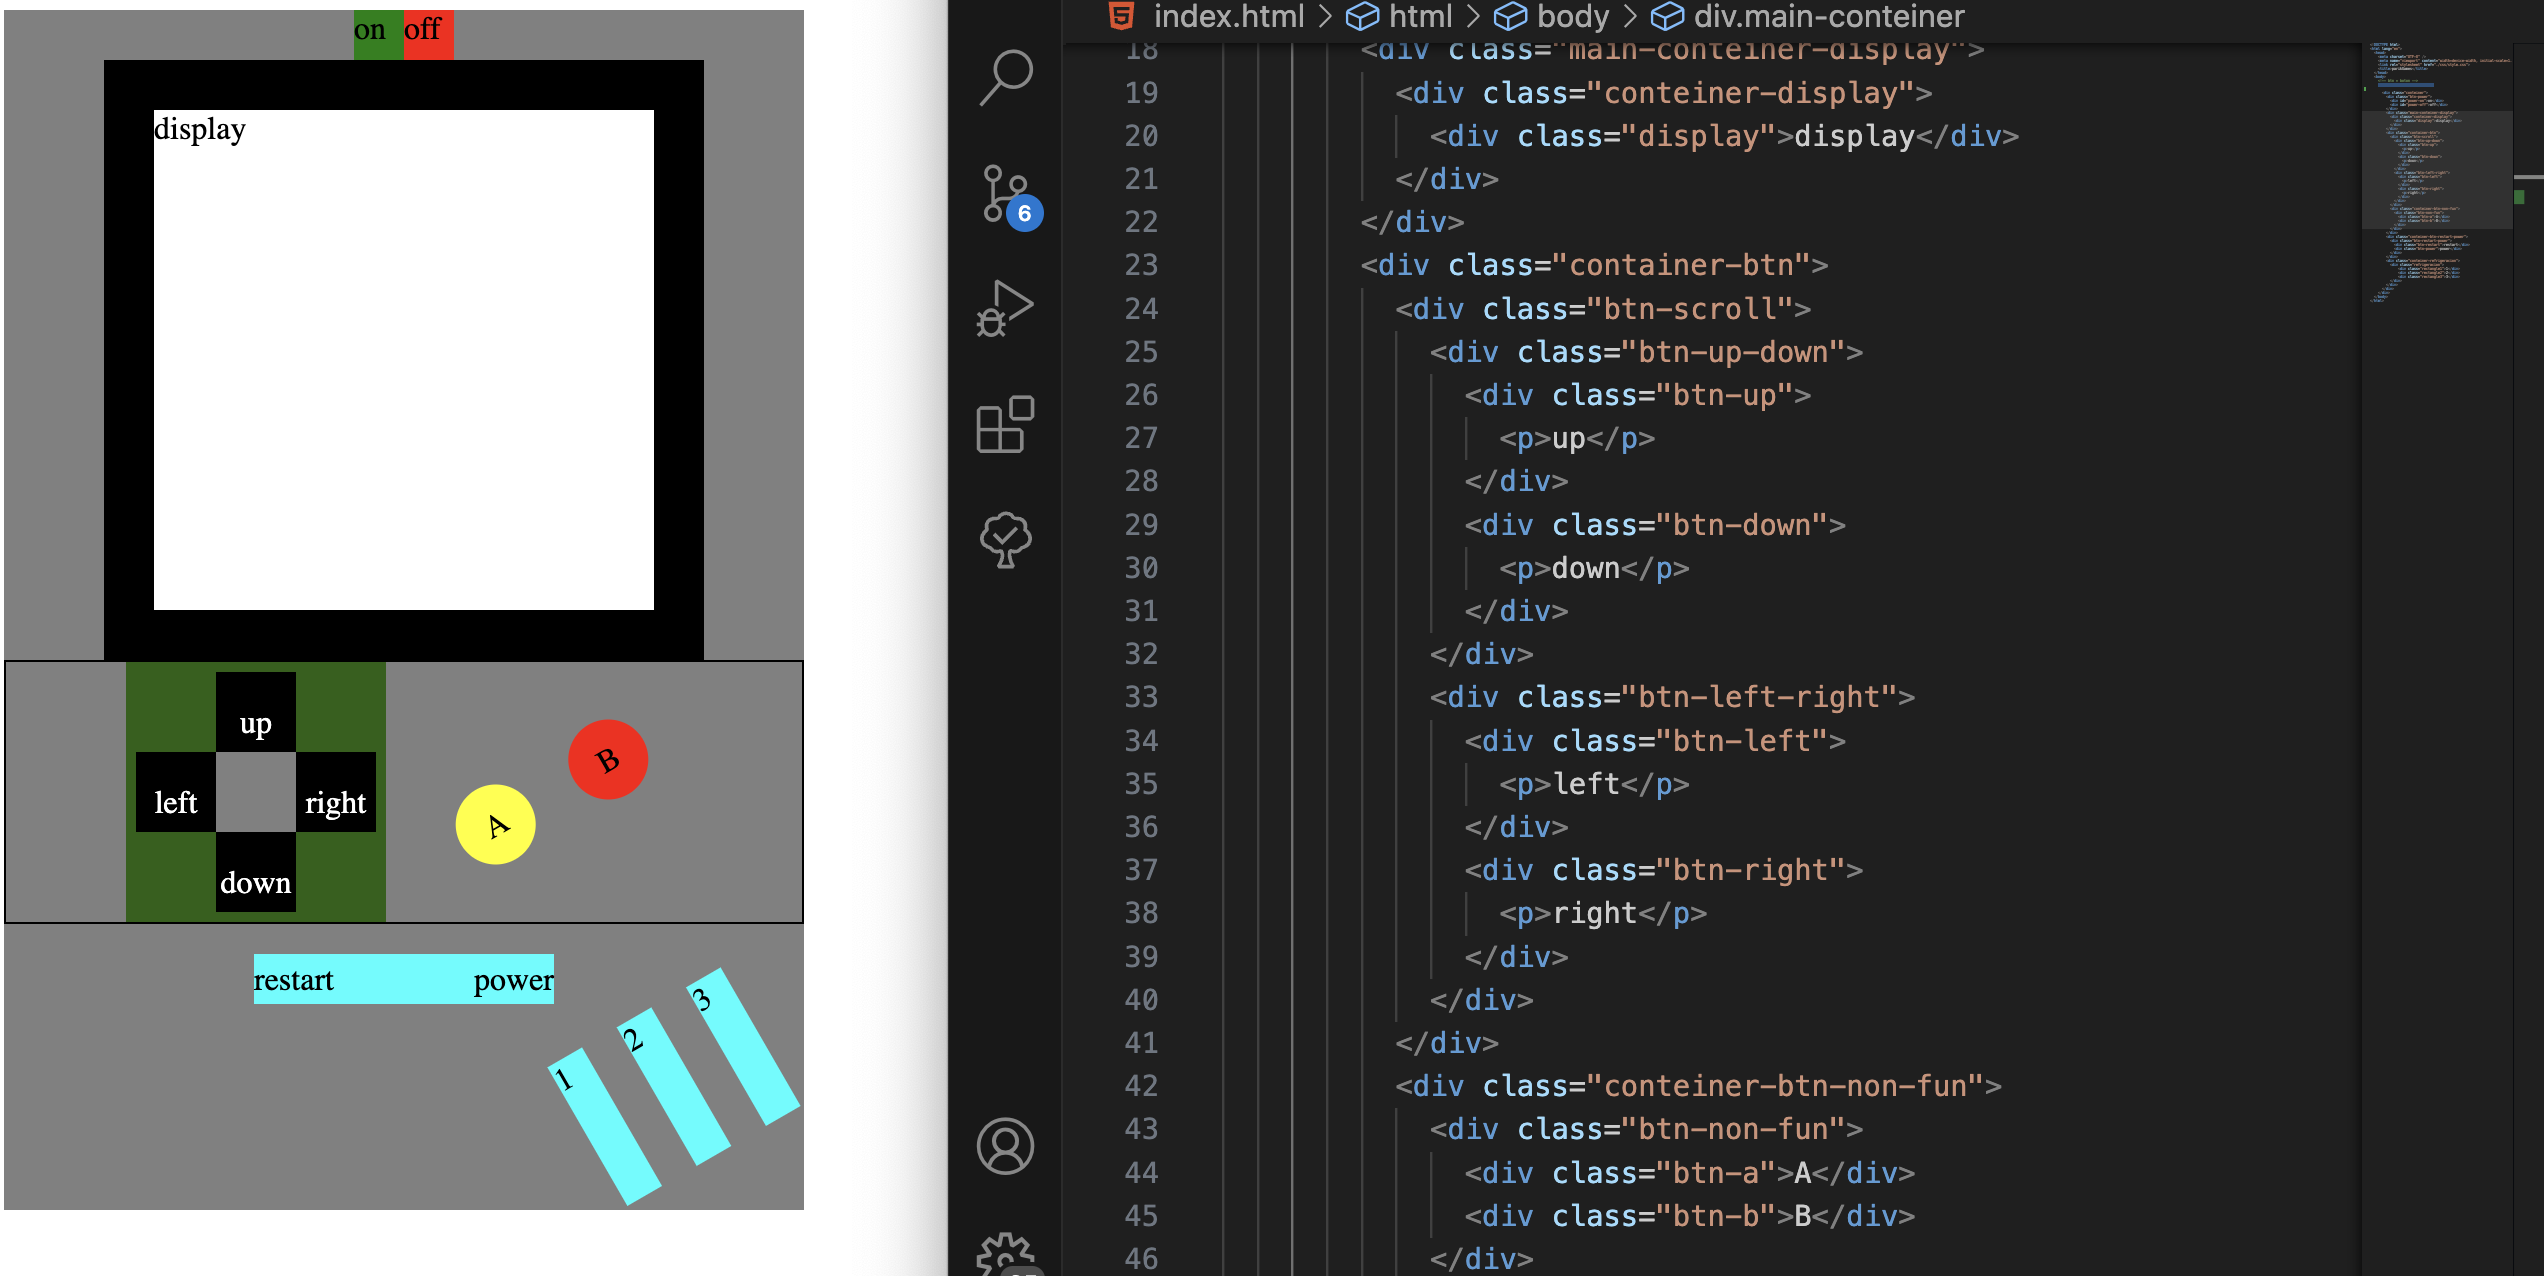 on off
display
up
left right
down
B
A
restart power
3
2
1
index.html > html > body > div.main-conteiner
6
18 <div class="main-conteiner-display">
19 <div class="conteiner-display">
20 <div class="display">display</div>
21 </div>
22 </div>
23 <div class="container-btn">
24 <div class="btn-scroll">
25 <div class="btn-up-down">
26 <div class="btn-up">
27 <p>up</p>
28 </div>
29 <div class="btn-down">
30 <p>down</p>
31 </div>
32 </div>
33 <div class="btn-left-right">
34 <div class="btn-left">
35 <p>left</p>
36 </div>
37 <div class="btn-right">
38 <p>right</p>
39 </div>
40 </div>
41 </div>
42 <div class="conteiner-btn-non-fun">
43 <div class="btn-non-fun">
44 <div class="btn-a">A</div>
45 <div class="btn-b">B</div>
46 </div>